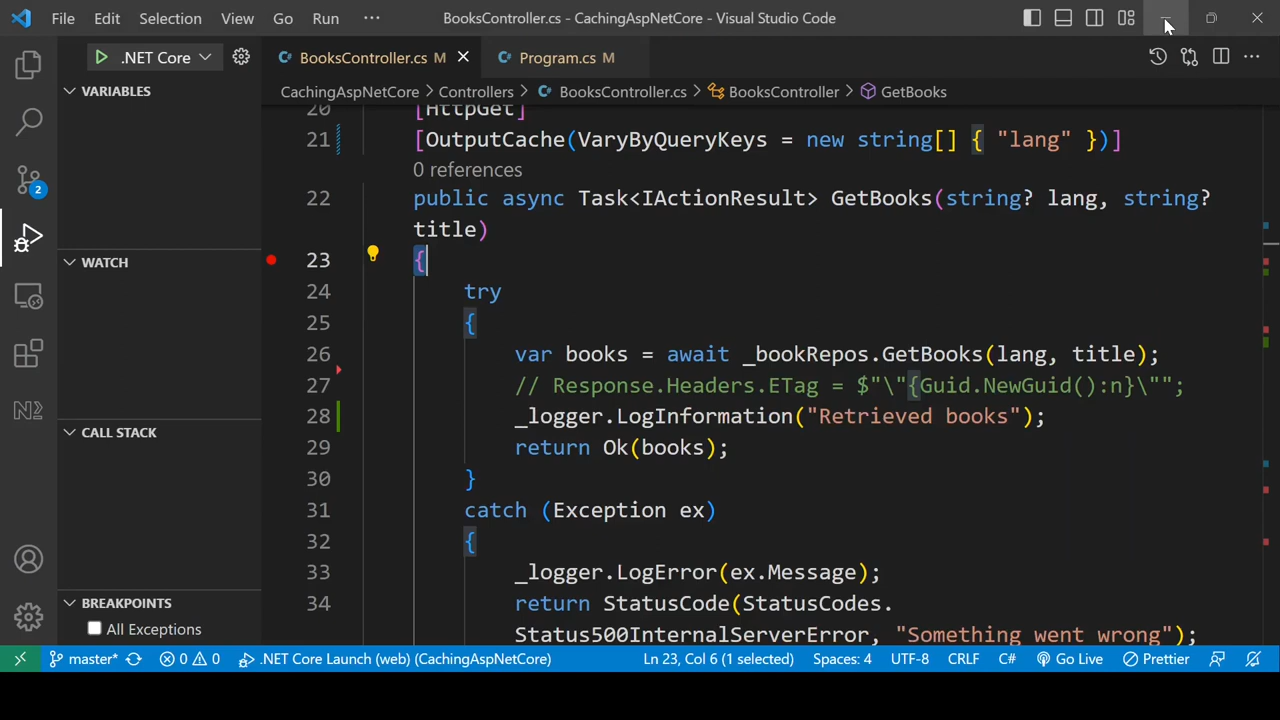 File Edit Selection View Go Run ··· BooksController.cs - CachingAspNetCore - Visual Studio Code
.NET Core BooksController.cs M Program.cs M
VARIABLES
CachingAspNetCore > Controllers > BooksController.cs > BooksController > GetBooks
20 [HttpGet]
21 [OutputCache(VaryByQueryKeys = new string[] { "lang" })]
0 references
22 public async Task<IActionResult> GetBooks(string? lang, string?
title)
23 {
WATCH
24 try
25 {
26 var books = await _bookRepos.GetBooks(lang, title);
27 // Response.Headers.ETag = $"\"{Guid.NewGuid():n}\"";
28 _logger.LogInformation("Retrieved books");
CALL STACK
29 return Ok(books);
30 }
31 catch (Exception ex)
32 {
33 _logger.LogError(ex.Message);
34 return StatusCode(StatusCodes.
BREAKPOINTS
All Exceptions
Status500InternalServerError, "Something went wrong");
2
master* 0 0 .NET Core Launch (web) (CachingAspNetCore) Ln 23, Col 6 (1 selected) Spaces: 4 UTF-8 CRLF C# Go Live Prettier